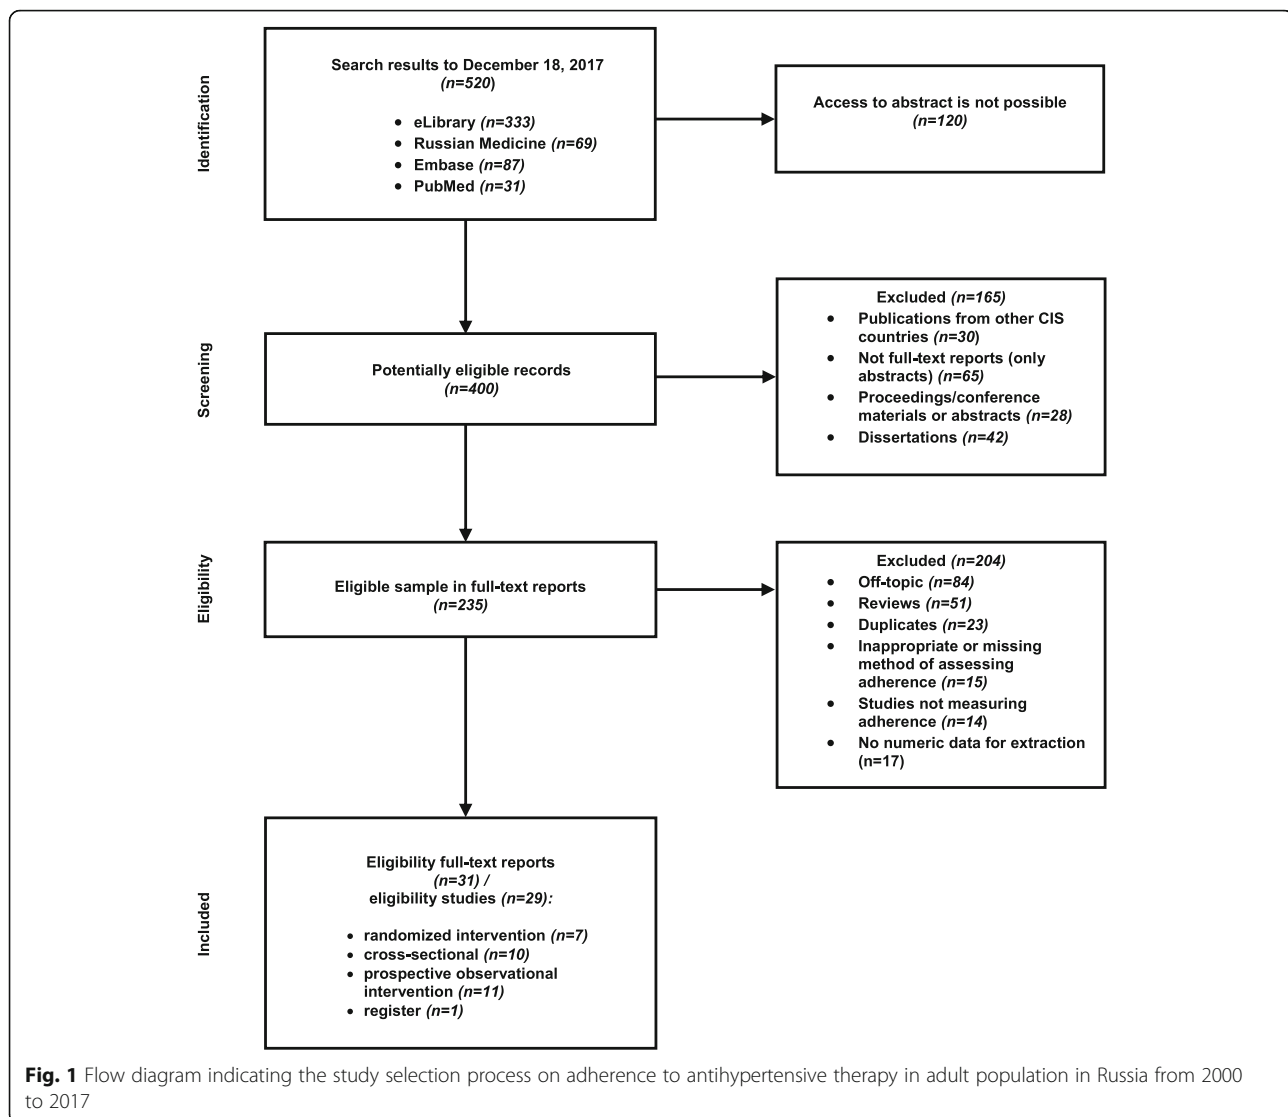 Identification
Search results to December 18, 2017
(n=520)
• eLibrary (n=333)
• Russian Medicine (n=69)
• Embase (n=87)
• PubMed (n=31)
Access to abstract is not possible
(n=120)
Screening
Potentially eligible records
(n=400)
Excluded (n=165)
• Publications from other CIS
countries (n=30)
• Not full-text reports (only
abstracts) (n=65)
• Proceedings/conference
materials or abstracts (n=28)
• Dissertations (n=42)
Eligibility
Eligible sample in full-text reports
(n=235)
Excluded (n=204)
• Off-topic (n=84)
• Reviews (n=51)
• Duplicates (n=23)
• Inappropriate or missing
method of assessing
adherence (n=15)
• Studies not measuring
adherence (n=14)
• No numeric data for extraction
(n=17)
Included
Eligibility full-text reports
(n=31) /
eligibility studies (n=29):
• randomized intervention (n=7)
• cross-sectional (n=10)
• prospective observational
intervention (n=11)
• register (n=1)
Fig. 1 Flow diagram indicating the study selection process on adherence to antihypertensive therapy in adult population in Russia from 2000
to 2017